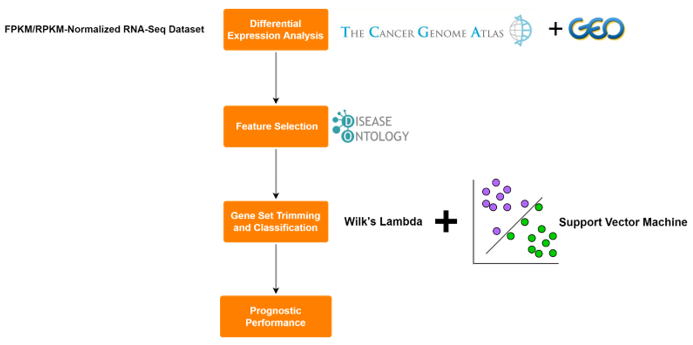 FPKM/RPKM-Normalized RNA-Seq Dataset
Differential
Expression Analysis
The Cancer Genome Atlas
+
GEO
Feature Selection
DISEASE
ONTOLOGY
Gene Set Trimming
and Classification
Wilk's Lambda
+
Support Vector Machine
Prognostic
Performance